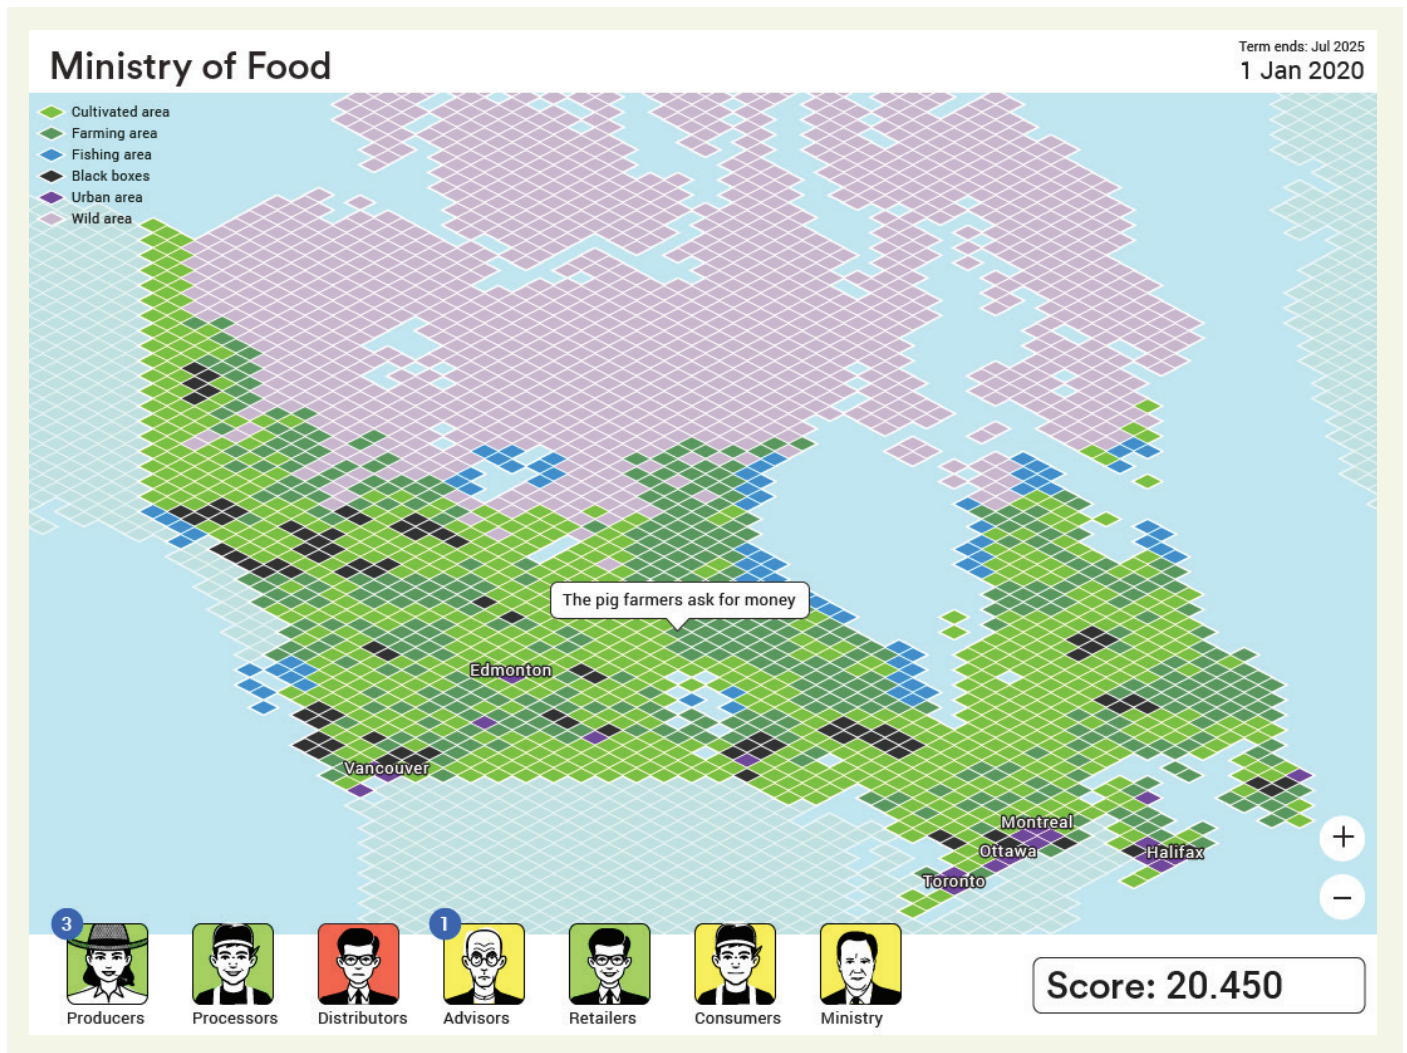 Ministry of Food
Term ends: Jul 2025
1 Jan 2020
Cultivated area
Farming area
Fishing area
Black boxes
Urban area
Wild area
The pig farmers ask for money
Edmonton
Vancouver
Montreal
Ottawa
Halifax
Toronto
+
−
3
1
Producers
Processors
Distributors
Advisors
Retailers
Consumers
Ministry
Score: 20.450